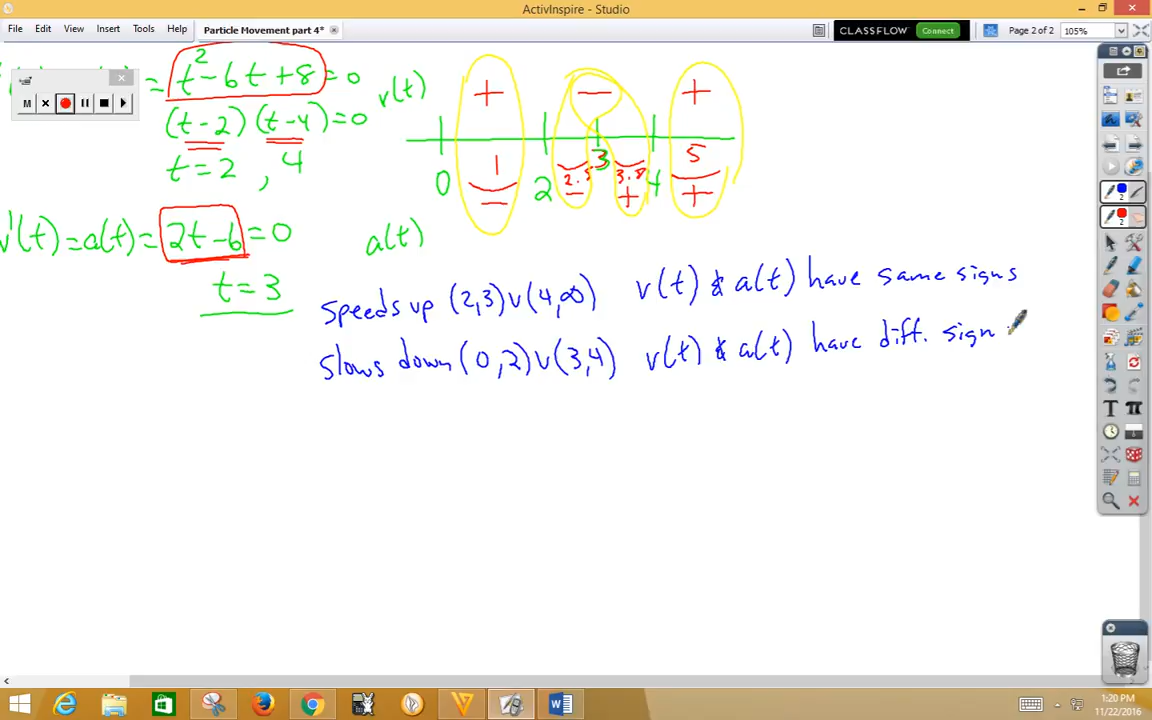 ActivInspire - Studio
File Edit View Insert Tools Help
Particle Movement part 4*
CLASSFLOW Connect
Page 2 of 2 105%
M
= t² - 6t + 8 = 0
(t - 2) (t - 4) = 0
t = 2 , 4
v'(t) = a(t) = 2t - 6 = 0
t = 3
v(t) + - +
0 1 2 2.5 3 3.8 4 5
- - + +
a(t)
speeds up (2,3)∪(4,∞) v(t) & a(t) have same signs
slows down (0,2)∪(3,4) v(t) & a(t) have diff. sign
1:20 PM
11/22/2016